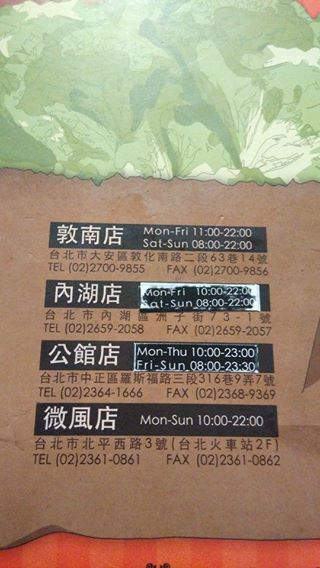 敦南店 Mon-Fri 11:00-22:00
Sat-Sun 08:00-22:00
台北市大安區敦化南路二段63巷14號
TEL (02)2700-9855 FAX (02)2700-9856
內湖店 Mon-Fri 10:00-22:00
Sat-Sun 08:00-22:00
台北市內湖區洲子街73-1號
TEL (02)2659-2058 FAX (02)2659-2057
公館店 Mon-Thu 10:00-23:00
Fri-Sun 08:00-23:30
台北市中正區羅斯福路三段316巷9弄7號
TEL (02)2364-1666 FAX (02)2368-9369
微風店 Mon-Sun 10:00-22:00
台北市北平西路3號(台北火車站2F)
TEL (02)2361-0861 FAX (02)2361-0862